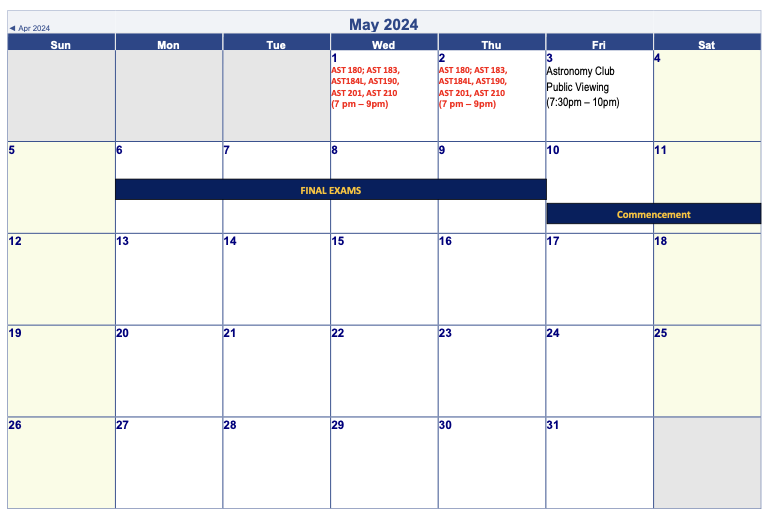 ◄ Apr 2024
May 2024
Sun Mon Tue Wed Thu Fri Sat
1
AST 180; AST 183,
AST184L, AST190,
AST 201, AST 210
(7 pm – 9pm)
2
AST 180; AST 183,
AST184L, AST190,
AST 201, AST 210
(7 pm – 9pm)
3
Astronomy Club
Public Viewing
(7:30pm – 10pm)
4
5 6 7 8 9 10 11
FINAL EXAMS
Commencement
12 13 14 15 16 17 18
19 20 21 22 23 24 25
26 27 28 29 30 31